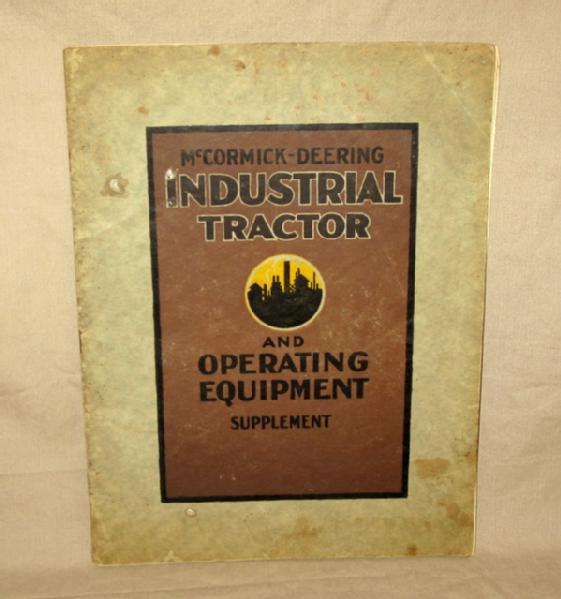 McCORMICK-DEERING
INDUSTRIAL
TRACTOR
AND
OPERATING
EQUIPMENT
SUPPLEMENT